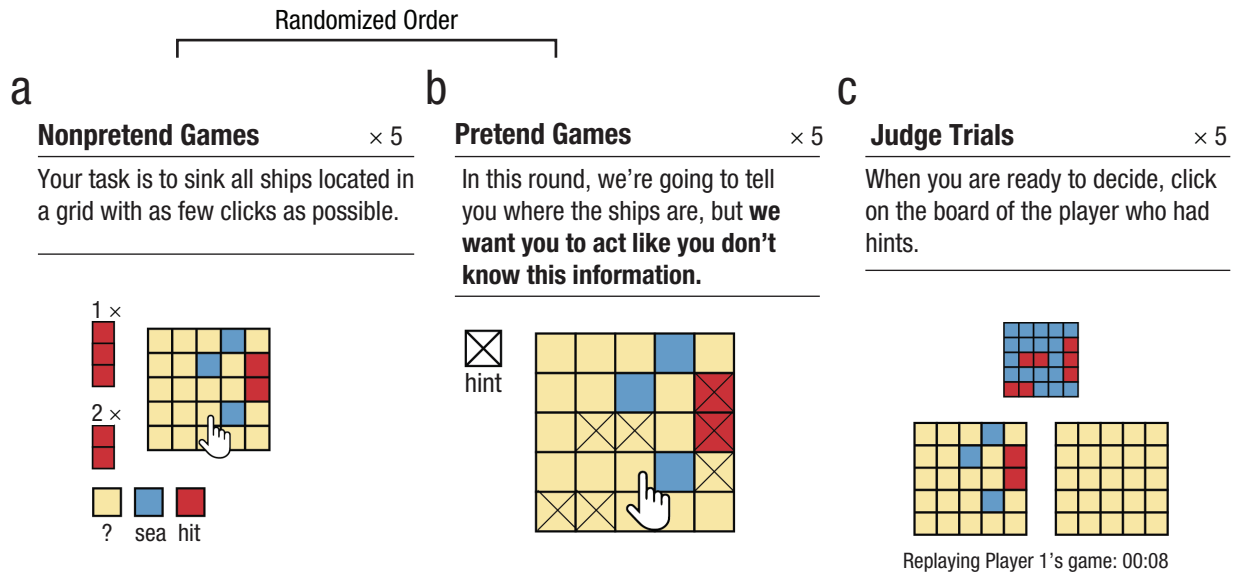 Randomized Order
a
Nonpretend Games × 5
Your task is to sink all ships located in
a grid with as few clicks as possible.
1 ×
2 ×
? sea hit
b
Pretend Games × 5
In this round, we’re going to tell
you where the ships are, but we
want you to act like you don’t
know this information.
hint
c
Judge Trials × 5
When you are ready to decide, click
on the board of the player who had
hints.
Replaying Player 1’s game: 00:08